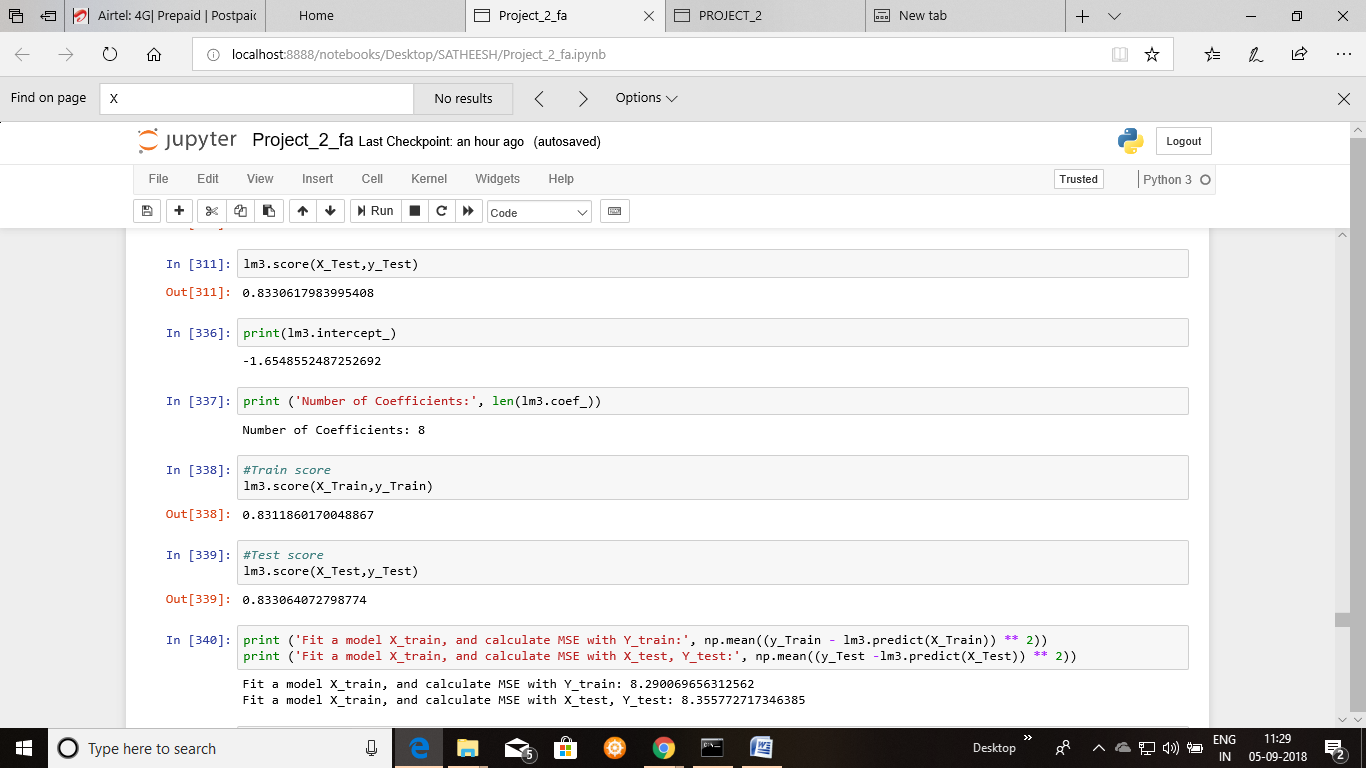 Airtel: 4G| Prepaid | Postpaid
Home
Project_2_fa
PROJECT_2
New tab
localhost:8888/notebooks/Desktop/SATHEESH/Project_2_fa.ipynb
Find on page
X
No results
Options
jupyter
Project_2_fa Last Checkpoint: an hour ago (autosaved)
Logout
File Edit View Insert Cell Kernel Widgets Help
Trusted
Python 3
Run
Code
In [311]: lm3.score(X_Test,y_Test)
Out[311]: 0.8330617983995408
In [336]: print(lm3.intercept_)
-1.6548552487252692
In [337]: print ('Number of Coefficients:', len(lm3.coef_))
Number of Coefficients: 8
In [338]: #Train score
lm3.score(X_Train,y_Train)
Out[338]: 0.8311860170048867
In [339]: #Test score
lm3.score(X_Test,y_Test)
Out[339]: 0.833064072798774
In [340]: print ('Fit a model X_train, and calculate MSE with Y_train:', np.mean((y_Train - lm3.predict(X_Train)) ** 2))
print ('Fit a model X_train, and calculate MSE with X_test, Y_test:', np.mean((y_Test -lm3.predict(X_Test)) ** 2))
Fit a model X_train, and calculate MSE with Y_train: 8.290069656312562
Fit a model X_train, and calculate MSE with X_test, Y_test: 8.355772717346385
Type here to search
5
Desktop
ENG
IN
11:29
05-09-2018
2